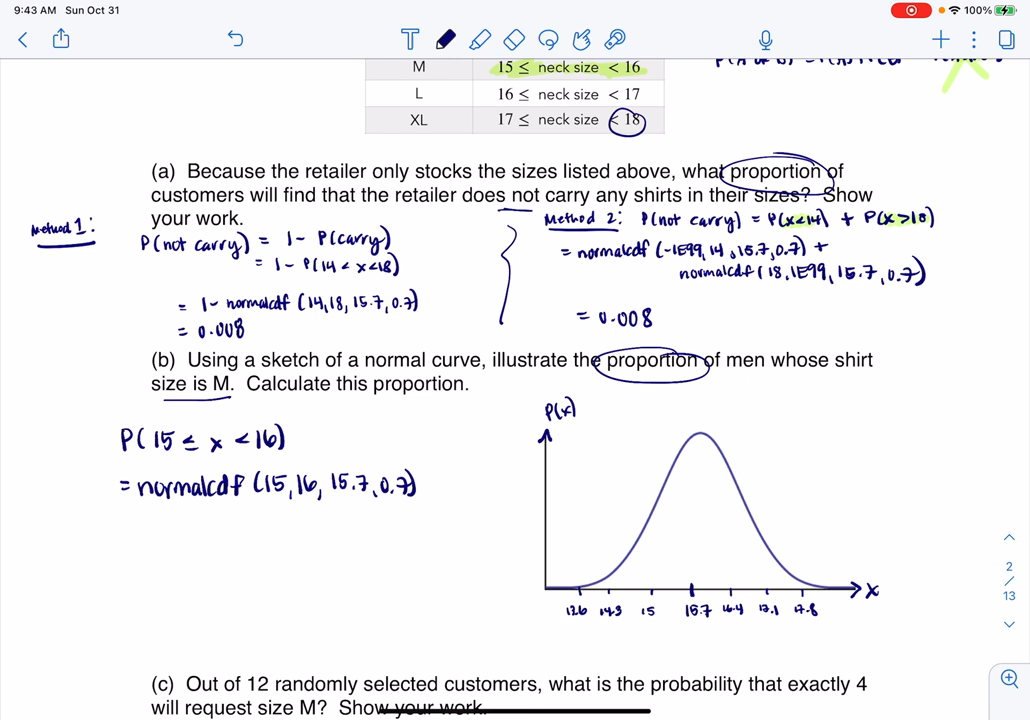 9:43 AM Sun Oct 31
100%
M 15 ≤ neck size < 16
L 16 ≤ neck size < 17
XL 17 ≤ neck size < 18
(a) Because the retailer only stocks the sizes listed above, what proportion of
customers will find that the retailer does not carry any shirts in their sizes? Show
your work.
Method 1:
P(not carry) = 1 - P(carry)
= 1 - P(14 < x < 18)
= 1 - normalcdf (14, 18, 15.7, 0.7)
= 0.008
Method 2: P(not carry) = P(x<14) + P(x>18)
= normalcdf (-1E99, 14, 15.7, 0.7) +
normalcdf (18, 1E99, 15.7, 0.7)
= 0.008
(b) Using a sketch of a normal curve, illustrate the proportion of men whose shirt
size is M. Calculate this proportion.
P( 15 ≤ x < 16)
= normalcdf (15, 16, 15.7, 0.7)
P(x)
x
13.6 14.3 15 15.7 16.4 17.1 17.8
2
/
13
(c) Out of 12 randomly selected customers, what is the probability that exactly 4
will request size M? Show your work.